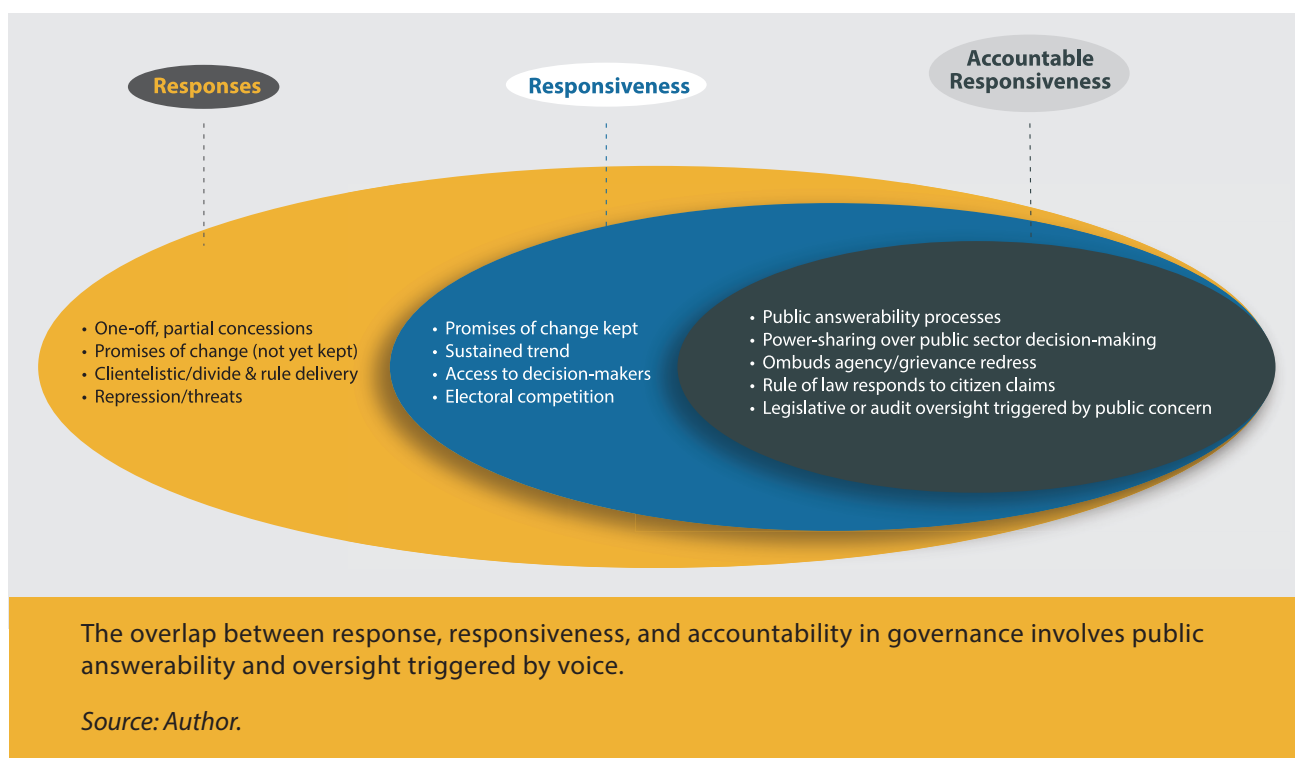 Responses
Responsiveness
Accountable
Responsiveness
• One-off, partial concessions
• Promises of change (not yet kept)
• Clientelistic/divide & rule delivery
• Repression/threats
• Promises of change kept
• Sustained trend
• Access to decision-makers
• Electoral competition
• Public answerability processes
• Power-sharing over public sector decision-making
• Ombuds agency/grievance redress
• Rule of law responds to citizen claims
• Legislative or audit oversight triggered by public concern
The overlap between response, responsiveness, and accountability in governance involves public
answerability and oversight triggered by voice.
Source: Author.